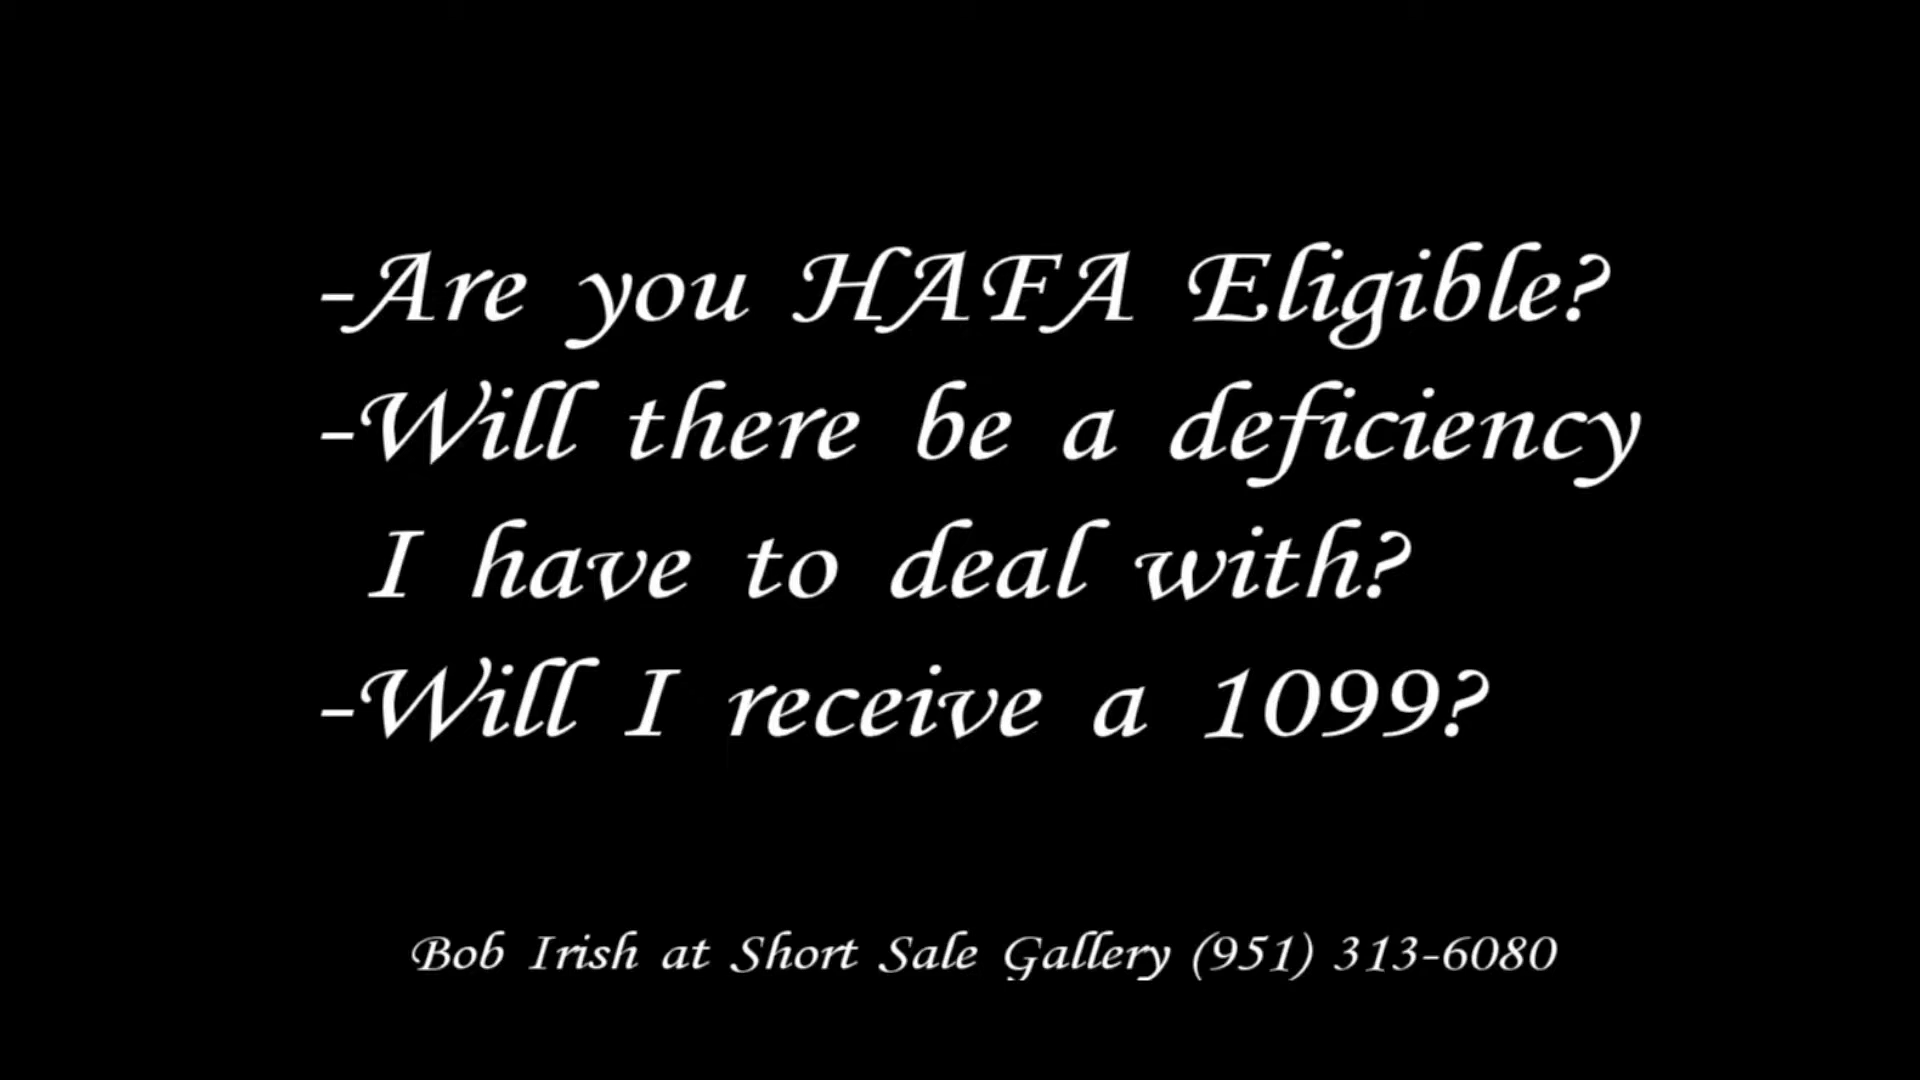 -Are you HAFA Eligible?
-Will there be a deficiency
I have to deal with?
-Will I receive a 1099?
Bob Irish at Short Sale Gallery (951) 313-6080